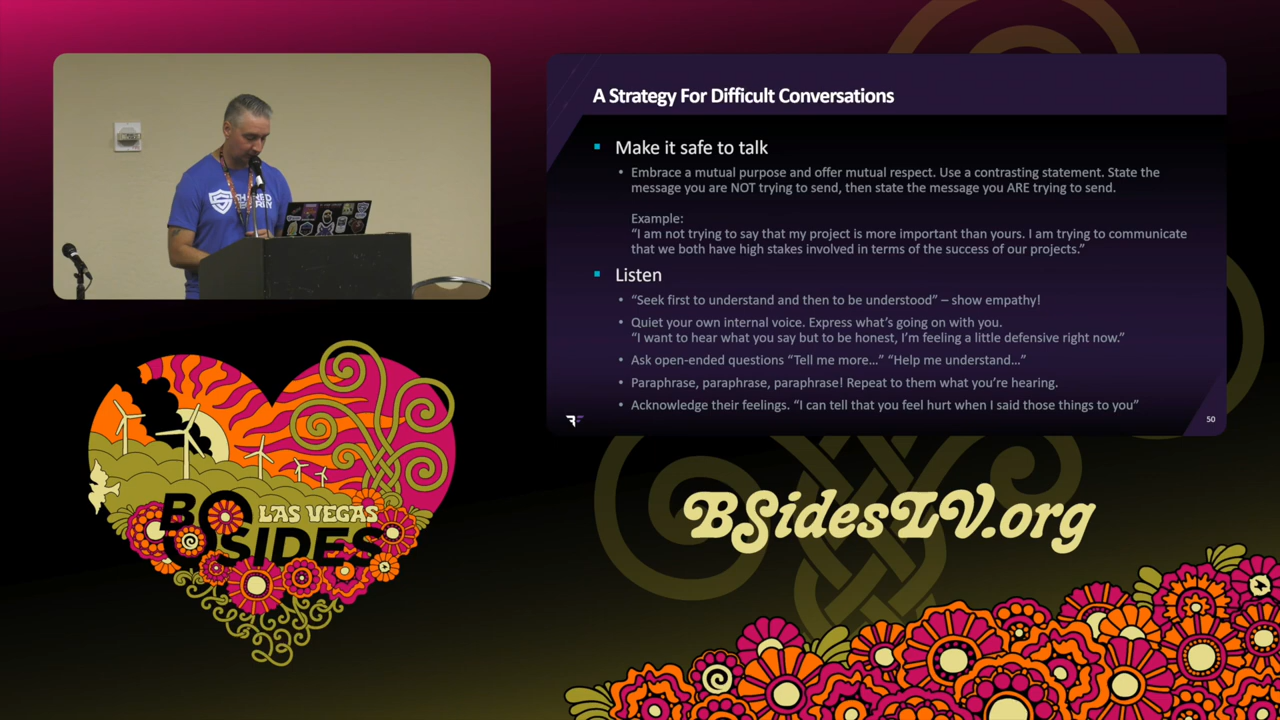 A Strategy For Difficult Conversations
Make it safe to talk
Embrace a mutual purpose and offer mutual respect. Use a contrasting statement. State the
message you are NOT trying to send, then state the message you ARE trying to send.
Example:
“I am not trying to say that my project is more important than yours. I am trying to communicate
that we both have high stakes involved in terms of the success of our projects.”
Listen
“Seek first to understand and then to be understood” – show empathy!
Quiet your own internal voice. Express what’s going on with you.
“I want to hear what you say but to be honest, I’m feeling a little defensive right now.”
Ask open-ended questions “Tell me more…” “Help me understand…”
Paraphrase, paraphrase, paraphrase! Repeat to them what you’re hearing.
Acknowledge their feelings. “I can tell that you feel hurt when I said those things to you”
50
LAS VEGAS
SIDES
BSidesLV.org